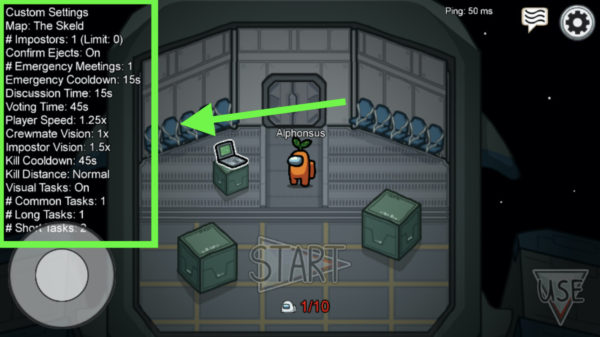 Custom Settings
Map: The Skeld
# Impostors: 1 (Limit: 0)
Confirm Ejects: On
# Emergency Meetings: 1
Emergency Cooldown: 15s
Discussion Time: 15s
Voting Time: 45s
Player Speed: 1.25x
Crewmate Vision: 1x
Impostor Vision: 1.5x
Kill Cooldown: 45s
Kill Distance: Normal
Visual Tasks: On
# Common Tasks: 1
# Long Tasks: 1
# Short Tasks: 2
Ping: 50 ms
Alphonsus
START
1/10
USE